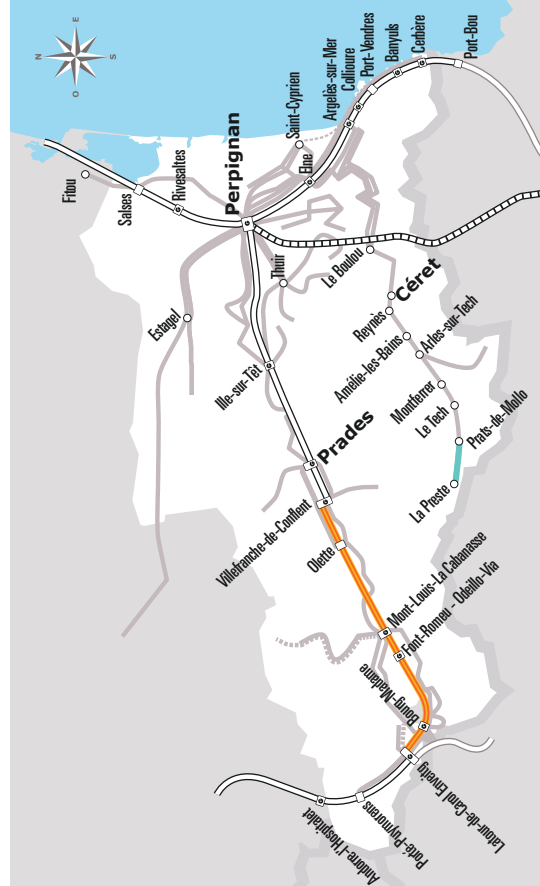 N
E
S
O
Fitou
Salses
Rivesaltes
Perpignan
Saint-Cyprien
Elne
Argelès-sur-Mer
Collioure
Port-Vendres
Banyuls
Cerbère
Port-Bou
Estagel
Thuir
Le Boulou
Céret
Reynès
Amélie-les-Bains
Arles-sur-Tech
Montferrer
Le Tech
Prats-de-Mollo
La Preste
Ille-sur-Têt
Prades
Villefranche-de-Conflent
Olette
Mont-Louis-La Cabanasse
Font-Romeu - Odeillo-Via
Bourg-Madame
Latour-de-Carol Enveitg
Porté-Puymorens
Andorre-l'Hospitalet